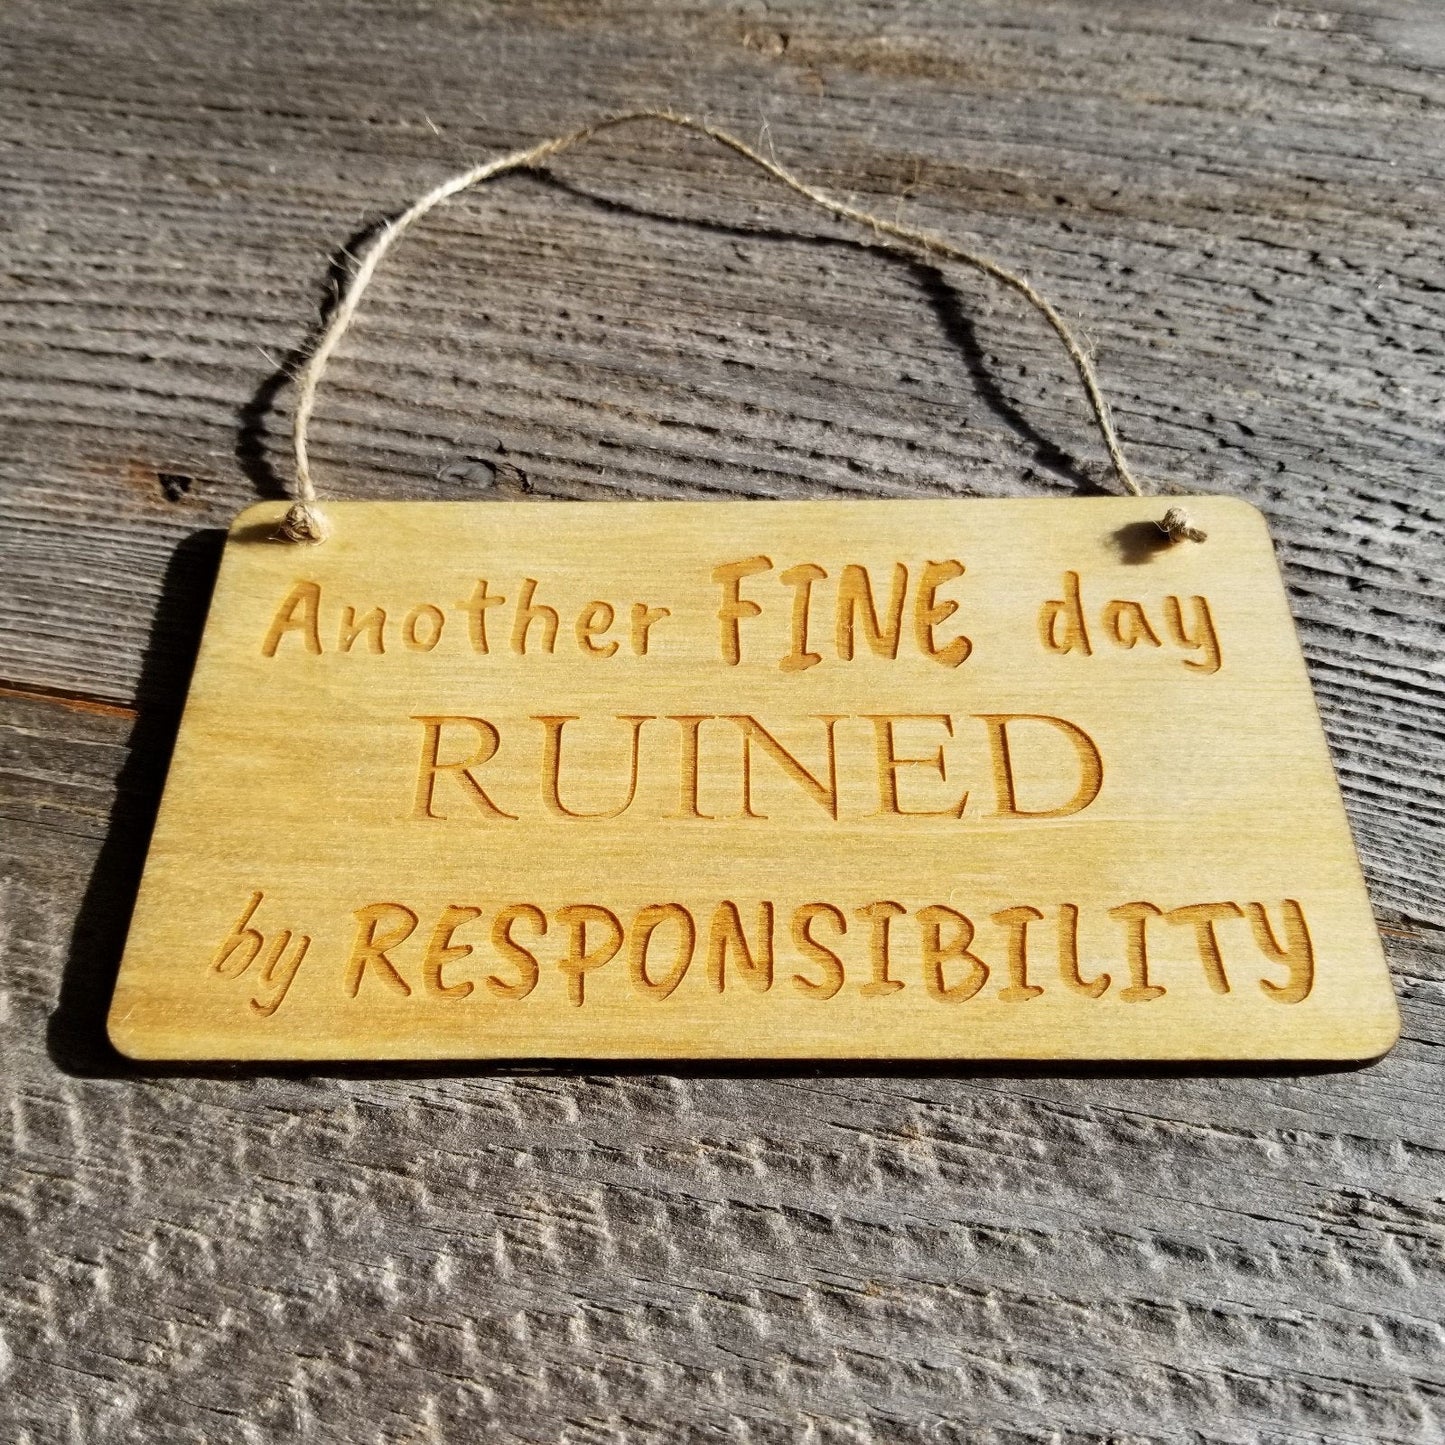 Another FINE day
RUINED
by RESPONSIBILITY